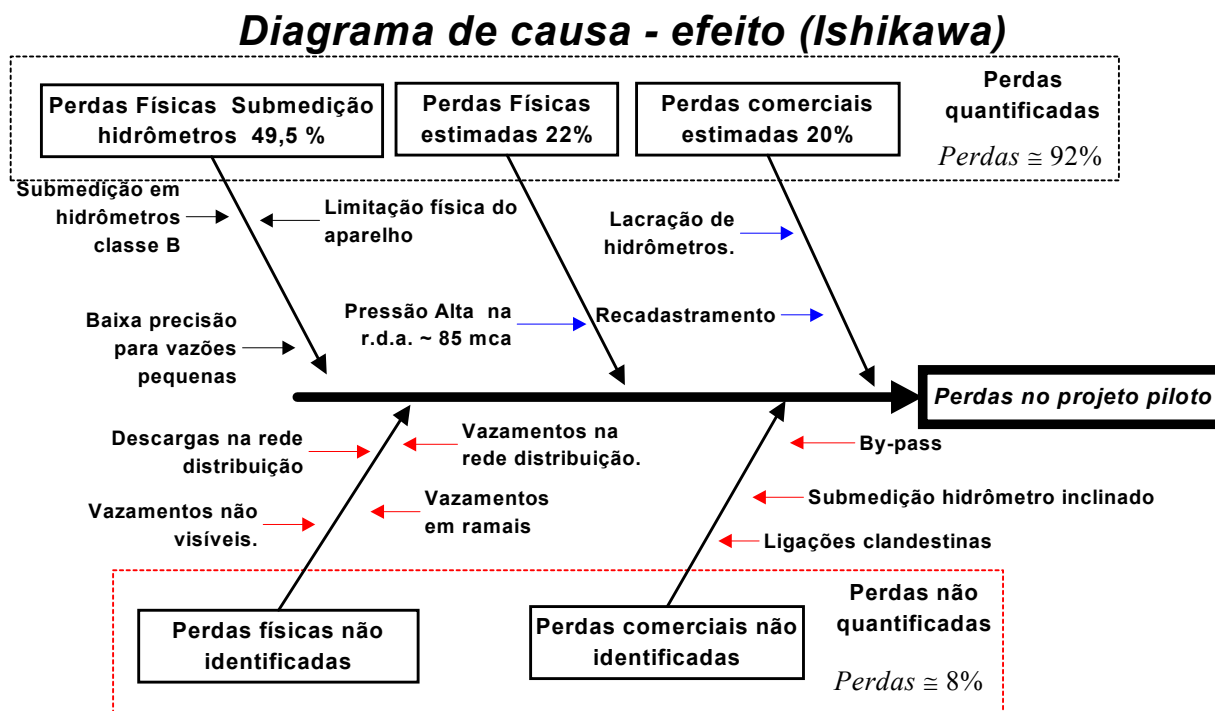 Diagrama de causa - efeito (Ishikawa)
Perdas Físicas Submedição
hidrômetros 49,5 %
Perdas Físicas
estimadas 22%
Perdas comerciais
estimadas 20%
Perdas
quantificadas
Perdas ≅ 92%
Submedição em
hidrômetros
classe B
Limitação física do
aparelho
Lacração de
hidrômetros.
Baixa precisão
para vazões
pequenas
Pressão Alta na
r.d.a. ~ 85 mca
Recadastramento
Perdas no projeto piloto
Descargas na rede
distribuição
Vazamentos na
rede distribuição.
By-pass
Vazamentos não
visíveis.
Vazamentos
em ramais
Submedição hidrômetro inclinado
Ligações clandestinas
Perdas físicas não
identificadas
Perdas comerciais não
identificadas
Perdas não
quantificadas
Perdas ≅ 8%